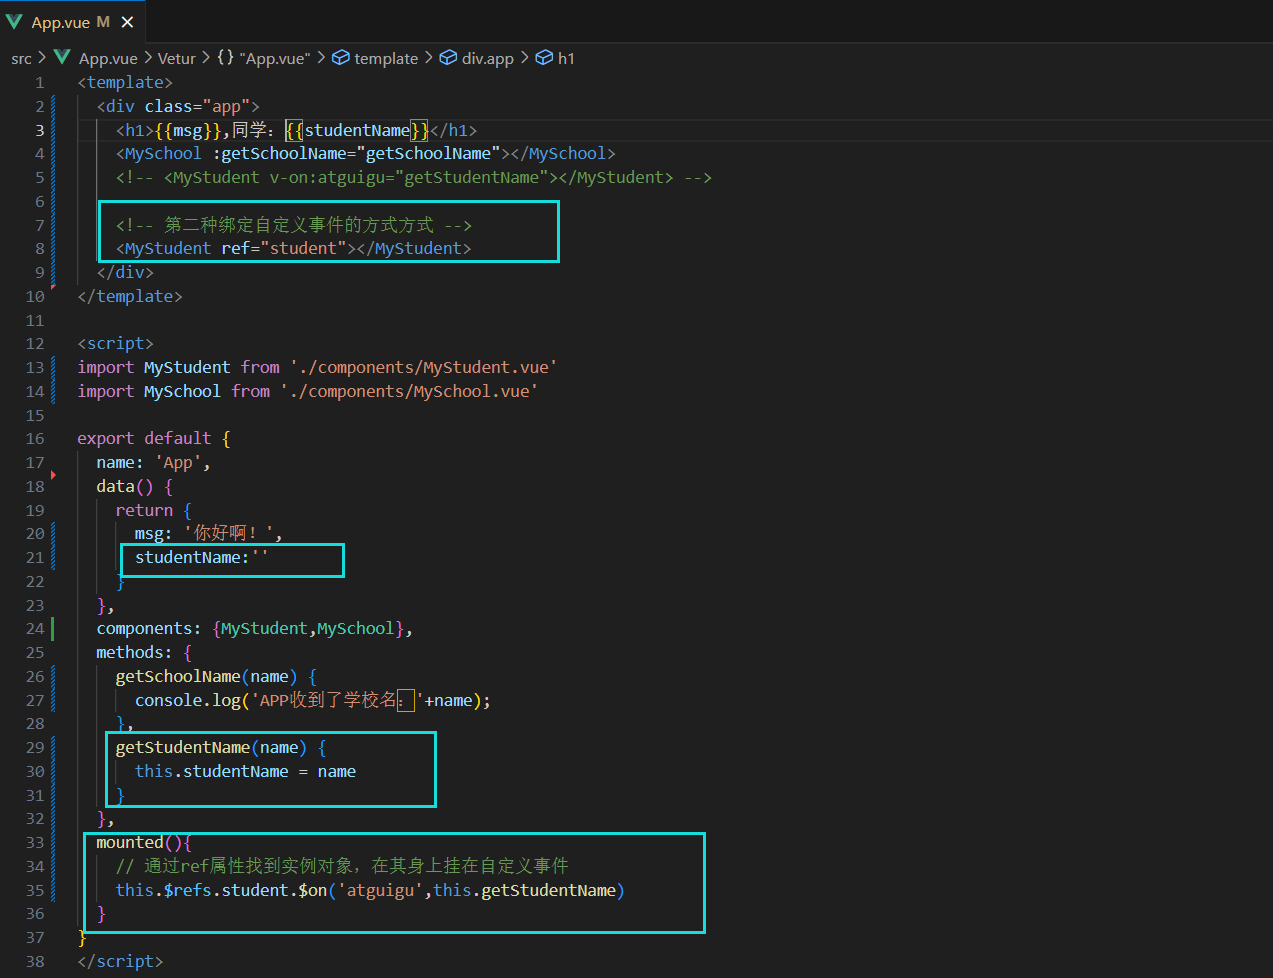 App.vue M
src > App.vue > Vetur > {} "App.vue" > template > div.app > h1
1 <template>
2 <div class="app">
3 <h1>{{msg}},同学：{{studentName}}</h1>
4 <MySchool :getSchoolName="getSchoolName"></MySchool>
5 <!-- <MyStudent v-on:atguigu="getStudentName"></MyStudent> -->
6
7 <!-- 第二种绑定自定义事件的方式方式 -->
8 <MyStudent ref="student"></MyStudent>
9 </div>
10 </template>
11
12 <script>
13 import MyStudent from './components/MyStudent.vue'
14 import MySchool from './components/MySchool.vue'
15
16 export default {
17 name: 'App',
18 data() {
19 return {
20 msg: '你好啊！',
21 studentName:''
22 }
23 },
24 components: {MyStudent,MySchool},
25 methods: {
26 getSchoolName(name) {
27 console.log('APP收到了学校名：'+name);
28 },
29 getStudentName(name) {
30 this.studentName = name
31 }
32 },
33 mounted(){
34 // 通过ref属性找到实例对象，在其身上挂在自定义事件
35 this.$refs.student.$on('atguigu',this.getStudentName)
36 }
37 }
38 </script>